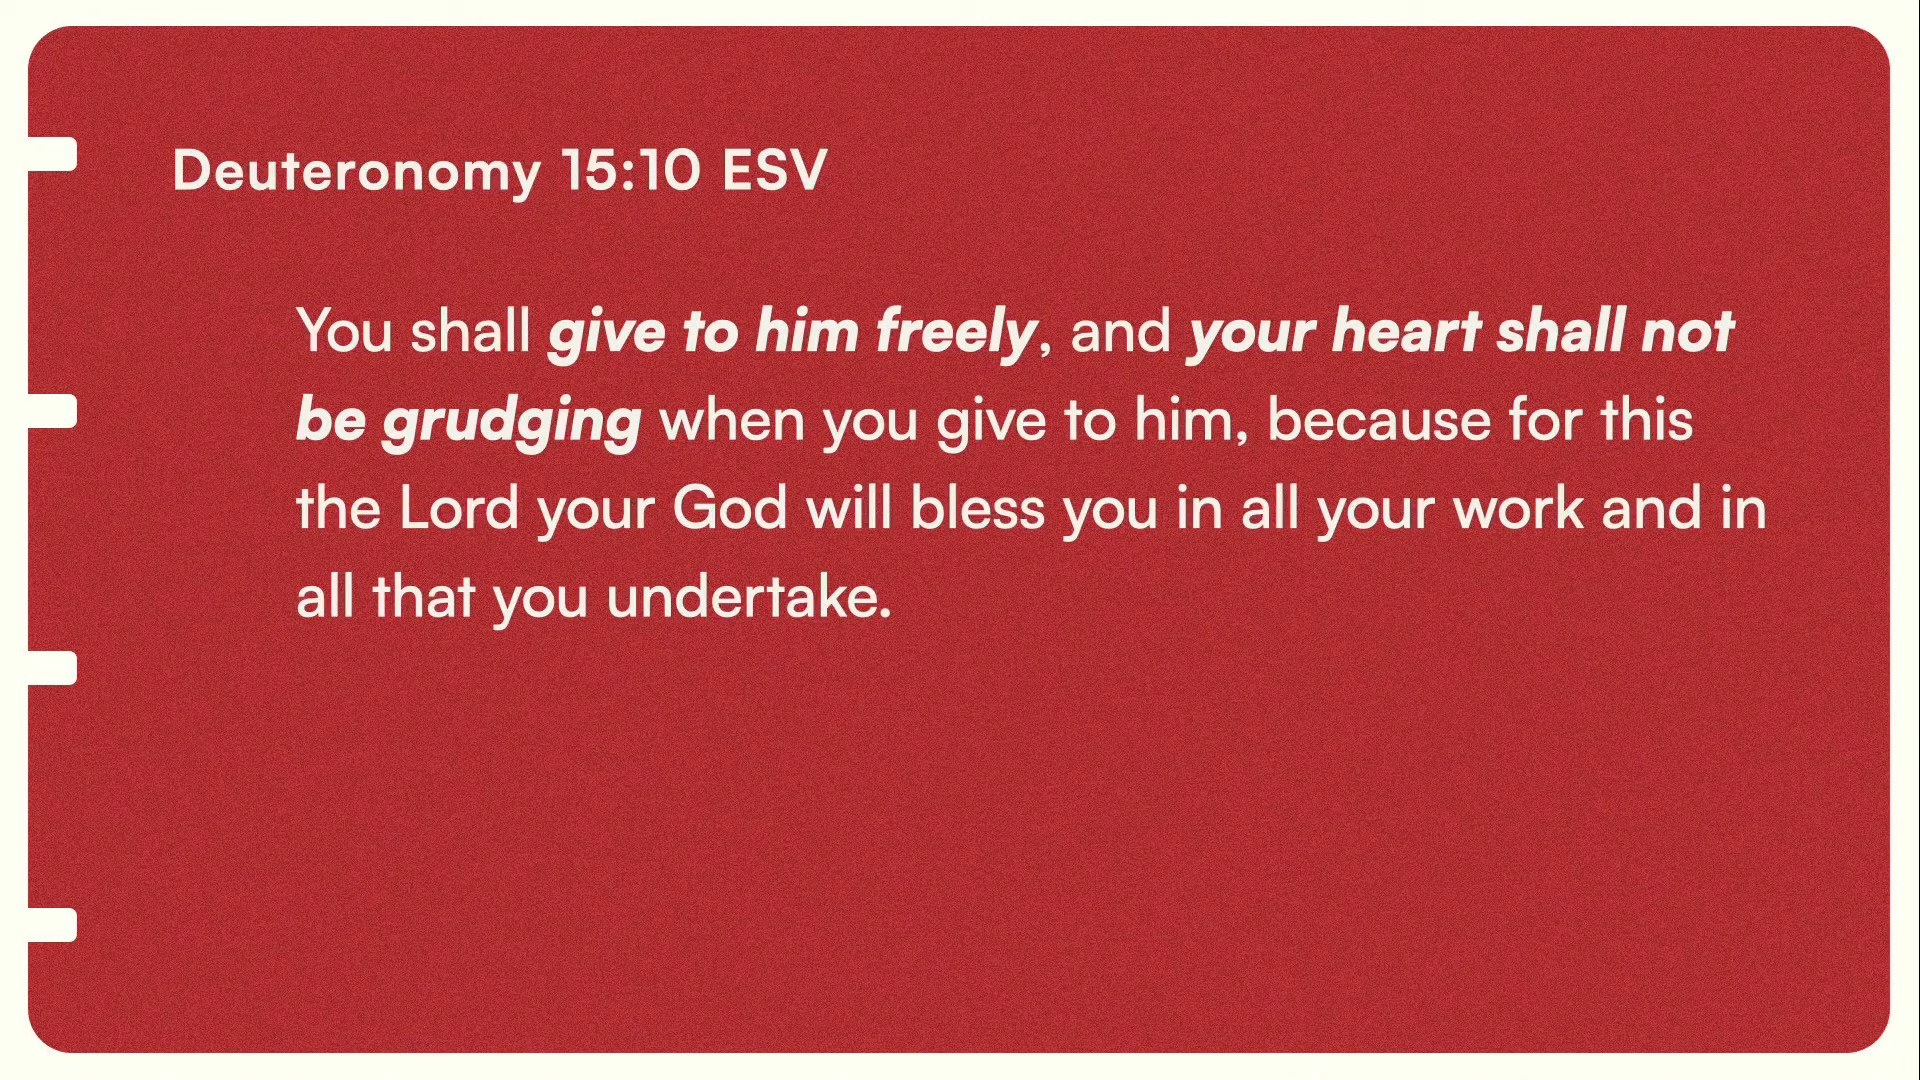 Deuteronomy 15:10 ESV
You shall give to him freely, and your heart shall not
be grudging when you give to him, because for this
the Lord your God will bless you in all your work and in
all that you undertake.